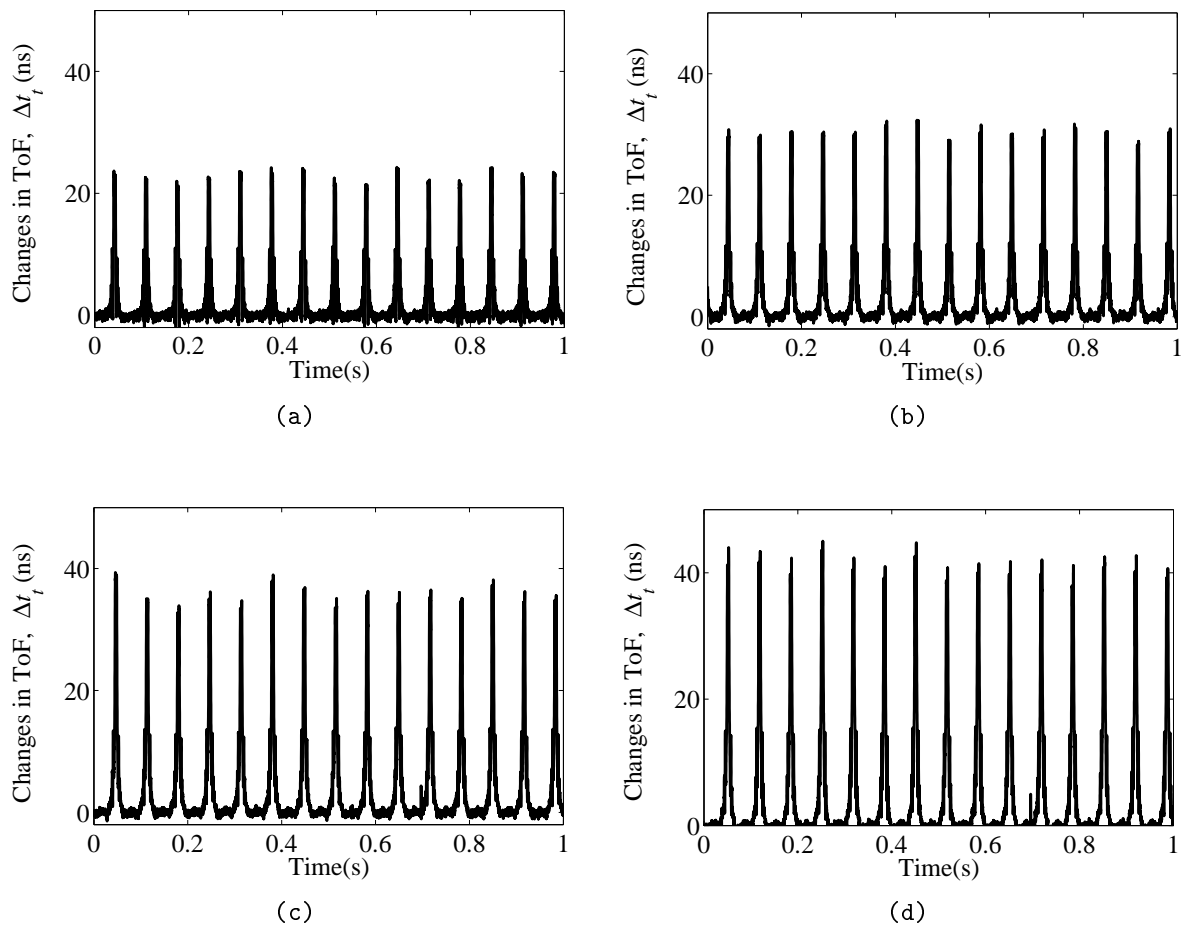 Changes in ToF, Δt_t (ns)
40
20
0
0 0.2 0.4 0.6 0.8 1
Time(s)
(a)
Changes in ToF, Δt_t (ns)
40
20
0
0 0.2 0.4 0.6 0.8 1
Time(s)
(b)
Changes in ToF, Δt_t (ns)
40
20
0
0 0.2 0.4 0.6 0.8 1
Time(s)
(c)
Changes in ToF, Δt_t (ns)
40
20
0
0 0.2 0.4 0.6 0.8 1
Time(s)
(d)